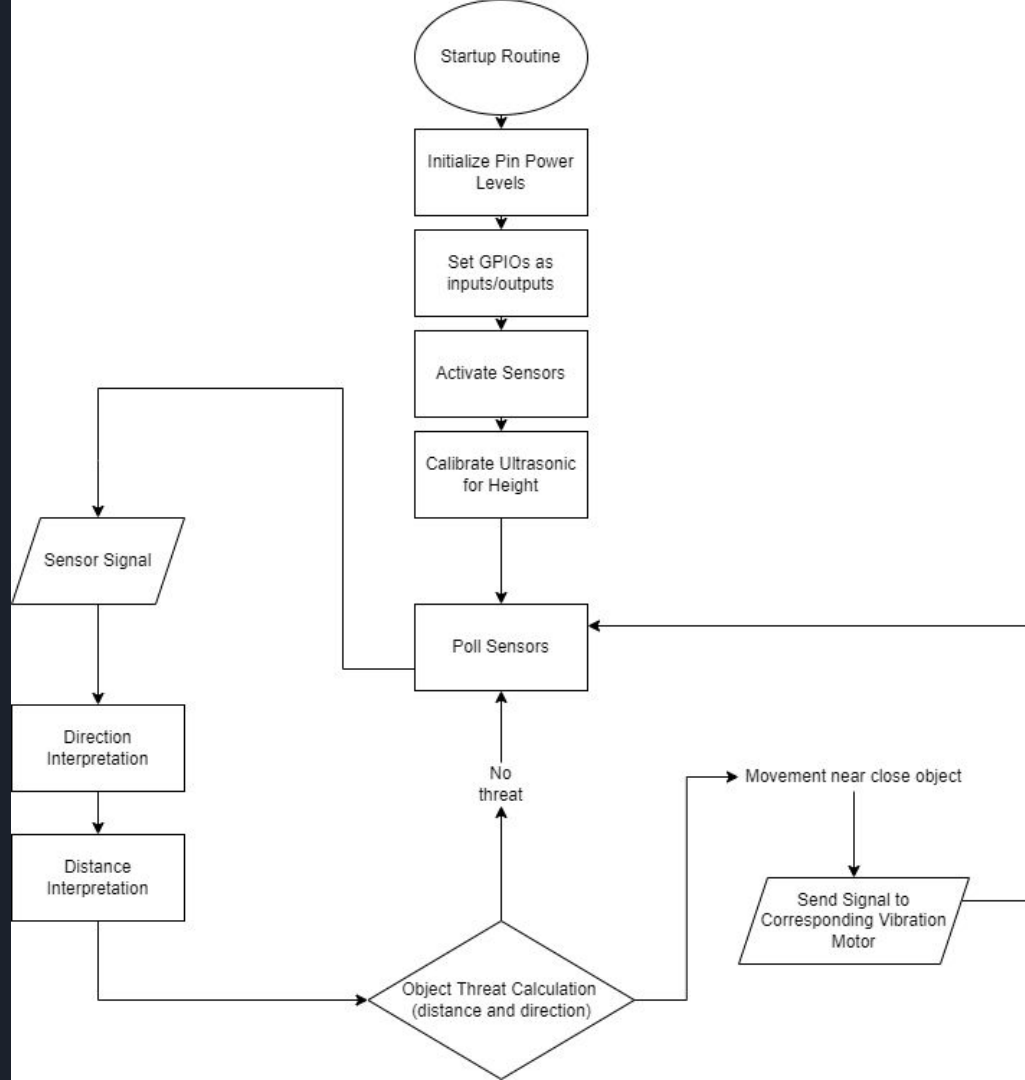 Startup Routine
Initialize Pin Power
Levels
Set GPIOs as
inputs/outputs
Activate Sensors
Calibrate Ultrasonic
for Height
Poll Sensors
Sensor Signal
Direction
Interpretation
Distance
Interpretation
Object Threat Calculation
(distance and direction)
No
threat
Movement near close object
Send Signal to
Corresponding Vibration
Motor